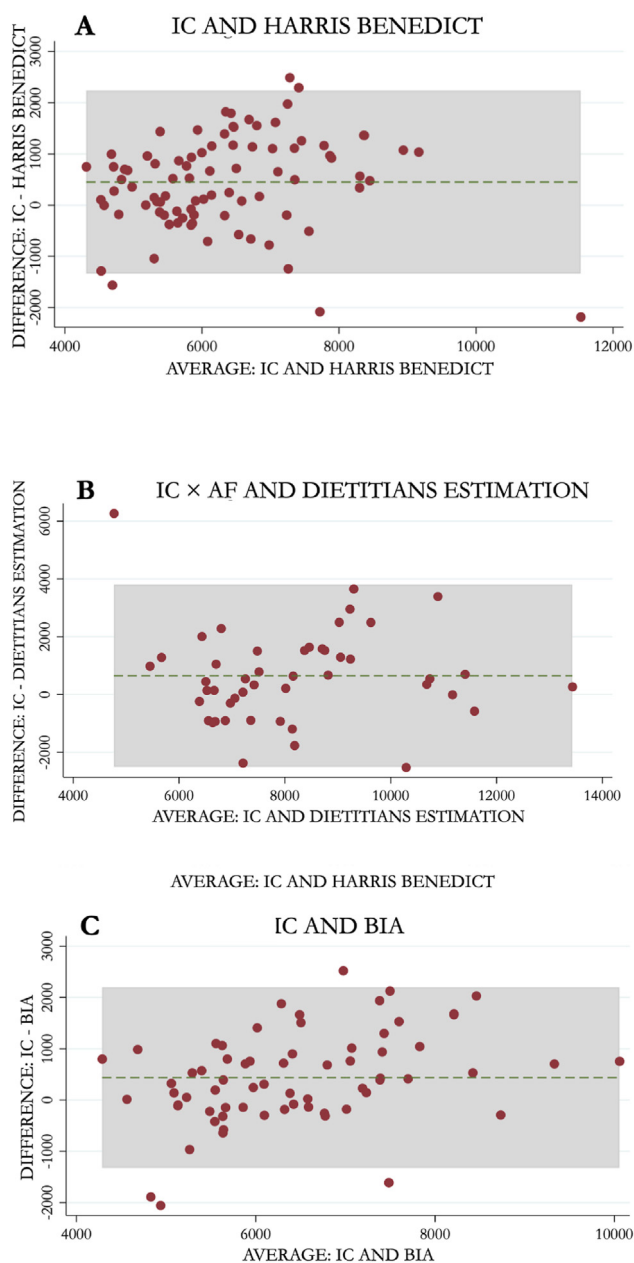 A
IC AND HARRIS BENEDICT
DIFFERENCE: IC - HARRIS BENEDICT
3000
2000
1000
0
-1000
-2000
4000 6000 8000 10000 12000
AVERAGE: IC AND HARRIS BENEDICT
B
IC × AF AND DIETITIANS ESTIMATION
DIFFERENCE: IC - DIETITIANS ESTIMATION
6000
4000
2000
0
-2000
4000 6000 8000 10000 12000 14000
AVERAGE: IC AND DIETITIANS ESTIMATION
AVERAGE: IC AND HARRIS BENEDICT
C
IC AND BIA
DIFFERENCE: IC - BIA
3000
2000
1000
0
-1000
-2000
4000 6000 8000 10000
AVERAGE: IC AND BIA